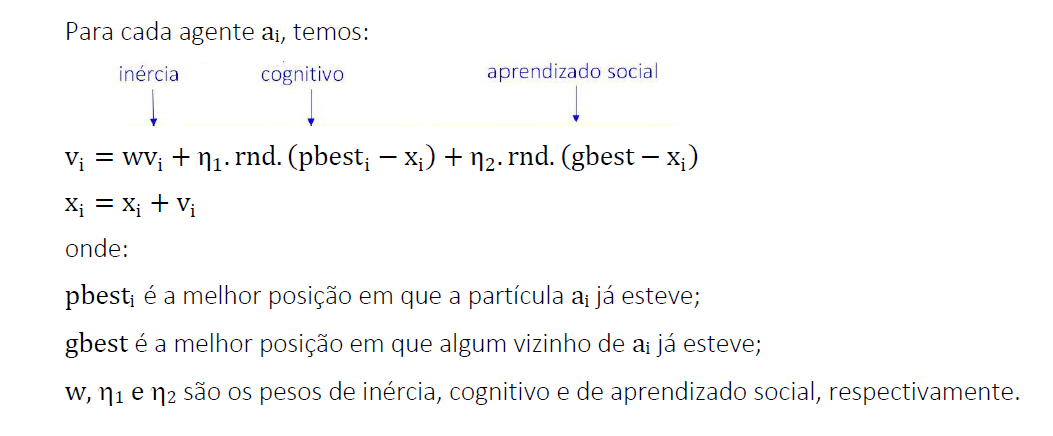 Para cada agente aᵢ, temos:
inércia cognitivo aprendizado social
vᵢ = wvᵢ + η₁. rnd. (pbestᵢ − xᵢ) + η₂. rnd. (gbest − xᵢ)
xᵢ = xᵢ + vᵢ
onde:
pbestᵢ é a melhor posição em que a partícula aᵢ já esteve;
gbest é a melhor posição em que algum vizinho de aᵢ já esteve;
w, η₁ e η₂ são os pesos de inércia, cognitivo e de aprendizado social, respectivamente.